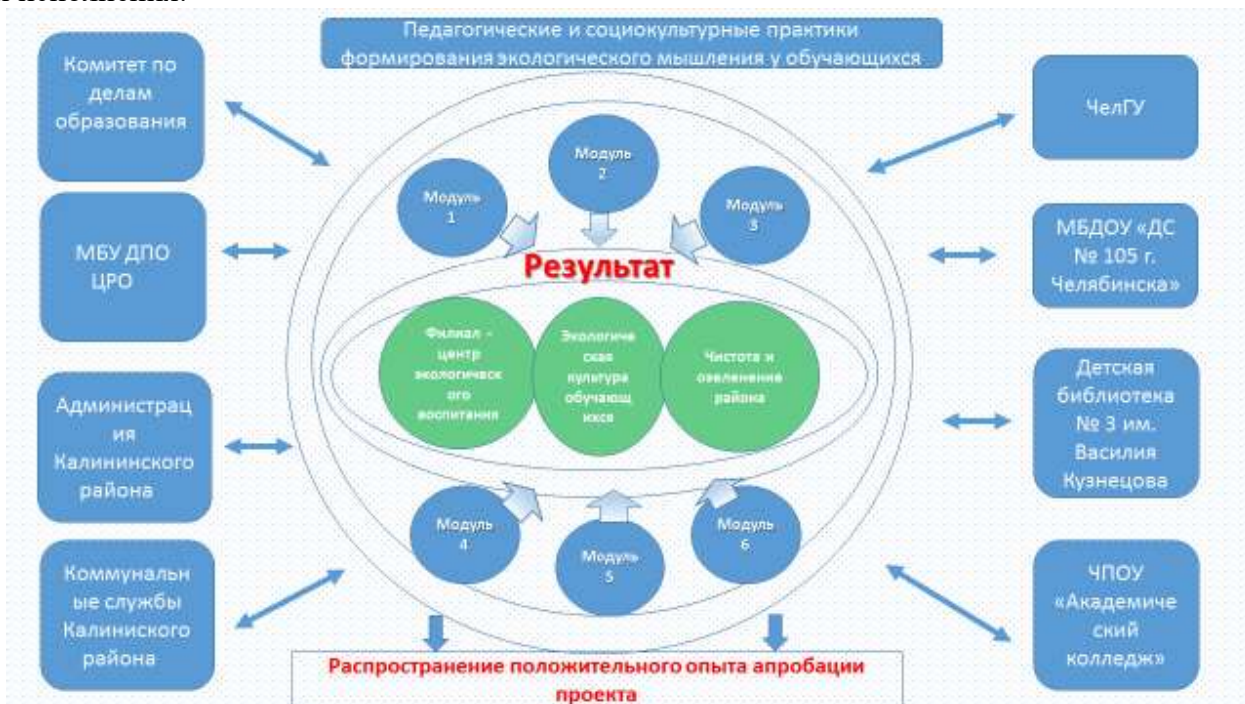 Педагогические и социокультурные практики
формирования экологического мышления у обучающихся
Комитет по
делам
образования
МБУ ДПО
ЦРО
Администрац
ия
Калининского
района
Коммунальн
ые службы
Калиниского
района
Модуль
1
Модуль
2
Модуль
3
Результат
Филиал -
центр
экологическ
ого
воспитания
Экологиче
ская
культура
обучающ
ихся
Чистота и
озеленение
района
Модуль
4
Модуль
5
Модуль
6
ЧелГУ
МБДОУ «ДС
№ 105 г.
Челябинска»
Детская
библиотека
№ 3 им.
Василия
Кузнецова
ЧПОУ
«Академиче
ский
колледж»
Распространение положительного опыта апробации
проекта